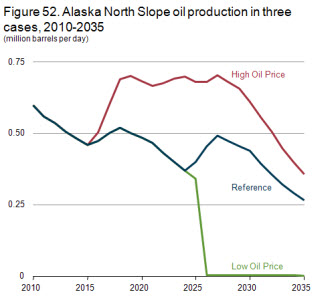 Figure 52. Alaska North Slope oil production in three
cases, 2010-2035
(million barrels per day)
0.75
High Oil Price
0.50
Reference
0.25
Low Oil Price
0
2010 2015 2020 2025 2030 2035